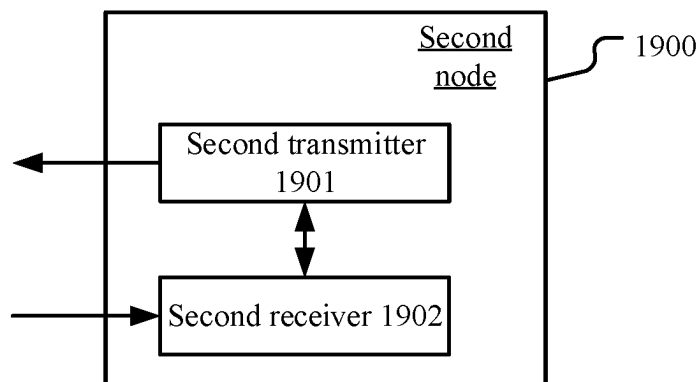 Second
node
1900
Second transmitter
1901
Second receiver 1902